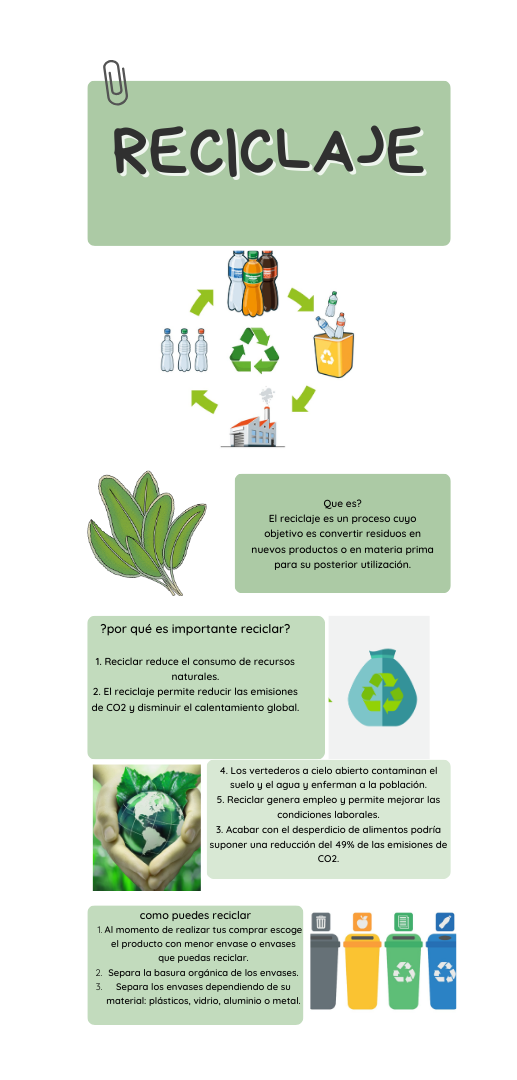 RECICLAJE
Que es?
El reciclaje es un proceso cuyo
objetivo es convertir residuos en
nuevos productos o en materia prima
para su posterior utilización.
?por qué es importante reciclar?
1. Reciclar reduce el consumo de recursos
naturales.
2. El reciclaje permite reducir las emisiones
de CO2 y disminuir el calentamiento global.
4. Los vertederos a cielo abierto contaminan el
suelo y el agua y enferman a la población.
5. Reciclar genera empleo y permite mejorar las
condiciones laborales.
3. Acabar con el desperdicio de alimentos podría
suponer una reducción del 49% de las emisiones de
CO2.
como puedes reciclar
1. Al momento de realizar tus comprar escoge
el producto con menor envase o envases
que puedas reciclar.
2. Separa la basura orgánica de los envases.
3. Separa los envases dependiendo de su
material: plásticos, vidrio, aluminio o metal.